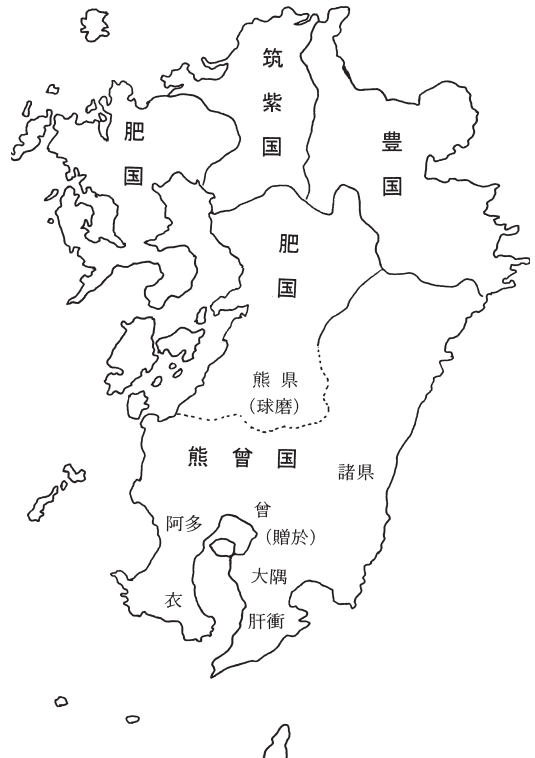 筑紫国
肥国
豊国
肥国
熊県
（球磨）
熊曾国
諸県
曾
（贈於）
阿多
大隅
衣
肝衝